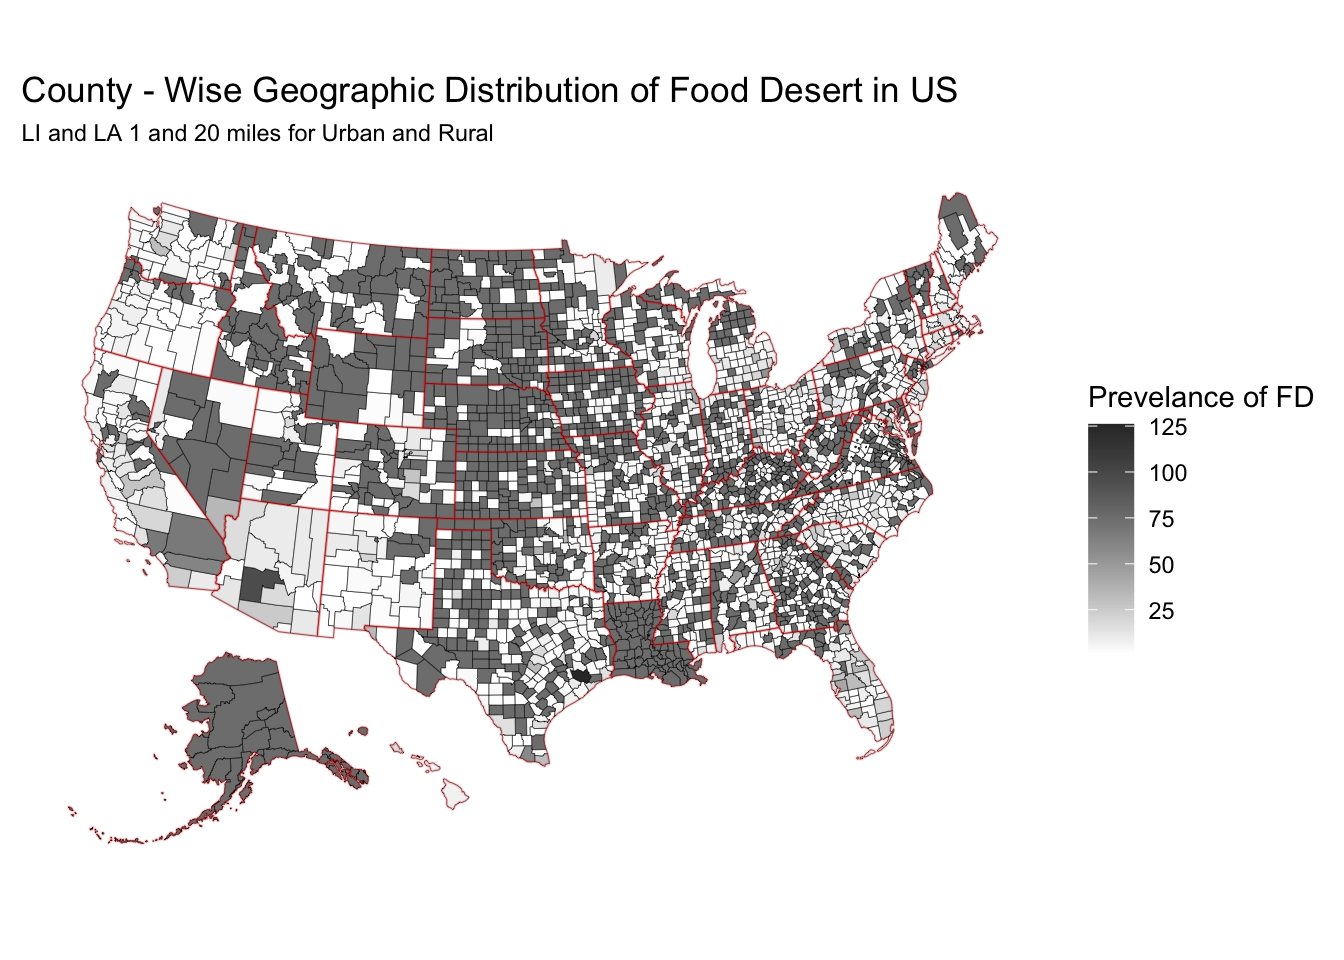 County - Wise Geographic Distribution of Food Desert in US
LI and LA 1 and 20 miles for Urban and Rural
Prevelance of FD
125
100
75
50
25